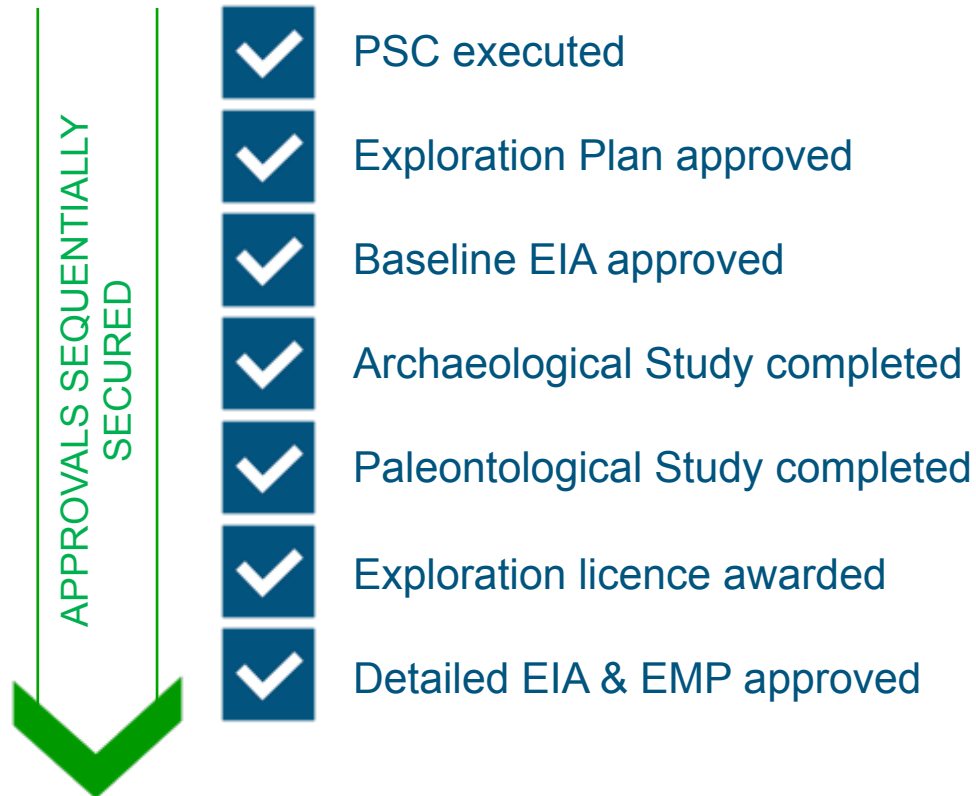 APPROVALS SEQUENTIALLY
SECURED
PSC executed
Exploration Plan approved
Baseline EIA approved
Archaeological Study completed
Paleontological Study completed
Exploration licence awarded
Detailed EIA & EMP approved